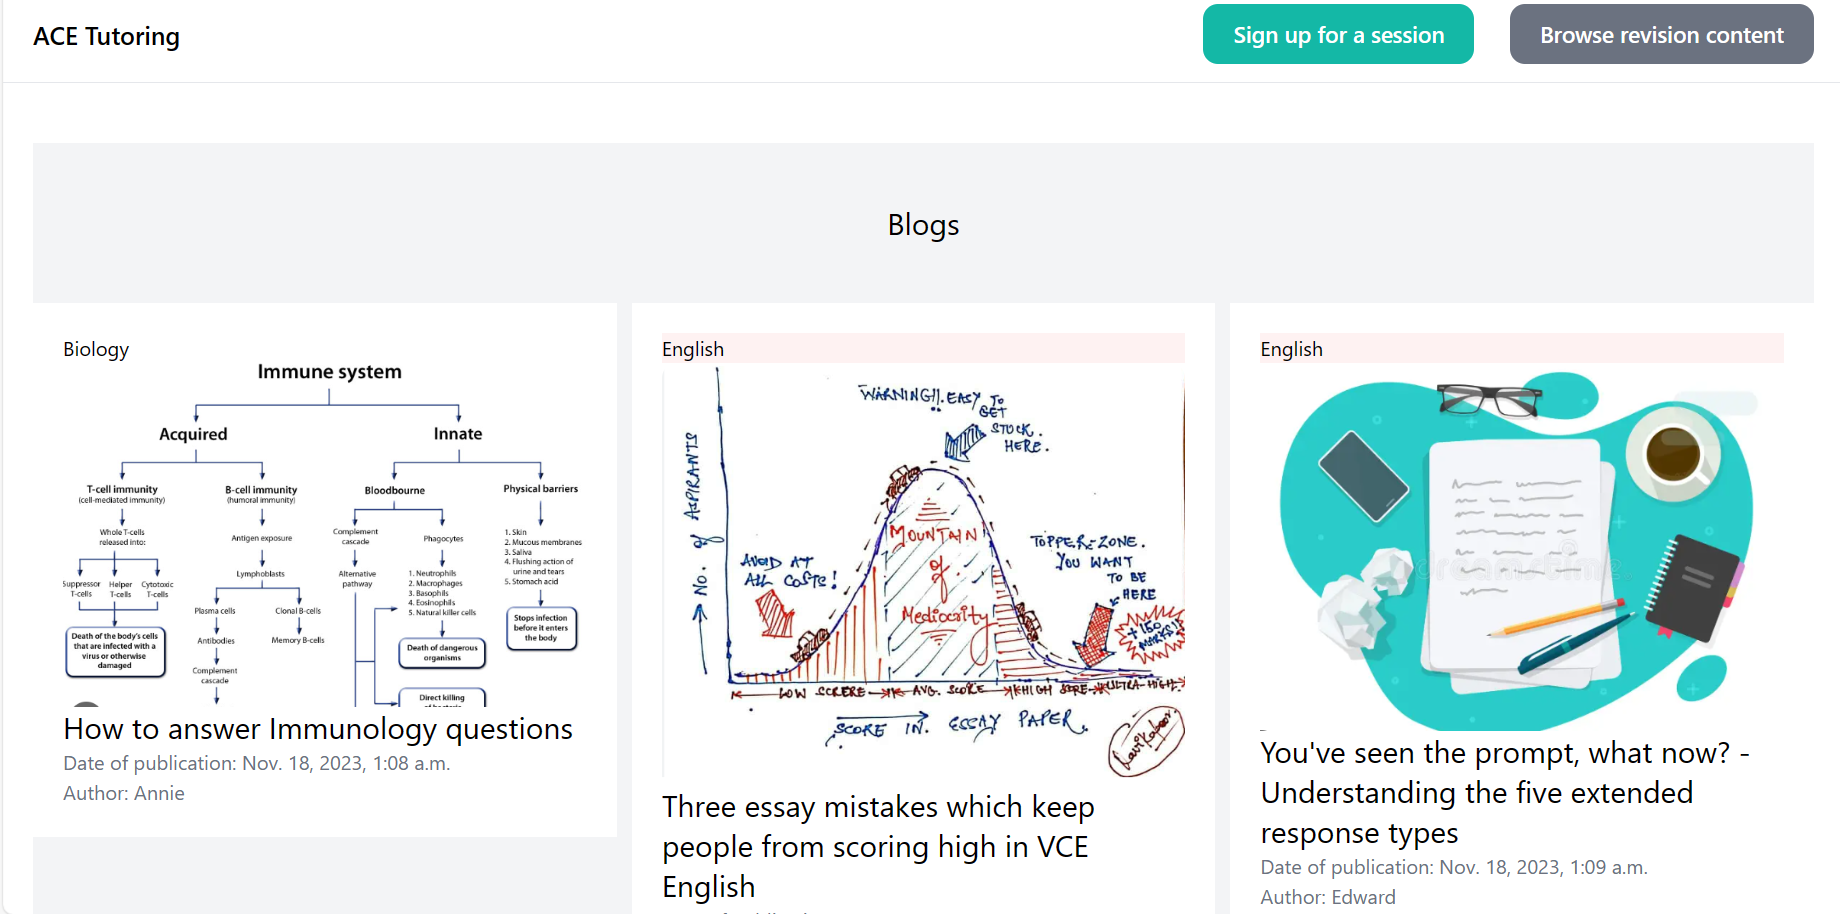 ACE Tutoring
Sign up for a session
Browse revision content
Blogs
Biology
Immune system
Acquired
Innate
T-cell immunity
(cell-mediated immunity)
B-cell immunity
(humoral immunity)
Bloodbourne
Physical barriers
Whole T-cells
released into:
Antigen exposure
Complement
cascade
Phagocytes
1. Skin
2. Mucous membranes
3. Saliva
4. Flushing action of
urine and tears
5. Stomach acid
Lymphoblasts
Alternative
pathway
1. Neutrophils
2. Macrophages
3. Basophils
4. Eosinophils
5. Natural killer cells
Suppressor
T-cells
Helper
T-cells
Cytotoxic
T-cells
Plasma cells
Clonal B-cells
Stops infection
before it enters
the body
Death of the body's cells
that are infected with a
virus or otherwise
damaged
Antibodies
Memory B-cells
Death of dangerous
organisms
Complement
cascade
Direct killing
How to answer Immunology questions
Date of publication: Nov. 18, 2023, 1:08 a.m.
Author: Annie
English
WARNING!! EASY TO
GET
STUCK.
HERE.
No. of ASPIRANTS
MOUNTAIN
of
Mediocrity
AVOID AT
ALL COSTS!
TOPPER-ZONE.
YOU WANT
TO BE
HERE
+160
MARKS!
LOW SCRERE
AVG. SCORE
HIGH SCRE
ULTRA-HIGH
SCORE IN. ESSAY PAPER.
Three essay mistakes which keep
people from scoring high in VCE
English
English
dreamstime
You've seen the prompt, what now? -
Understanding the five extended
response types
Date of publication: Nov. 18, 2023, 1:09 a.m.
Author: Edward